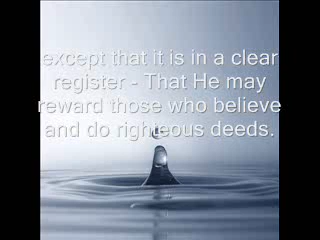 except that it is in a clear
register - That He may
reward those who believe
and do righteous deeds.